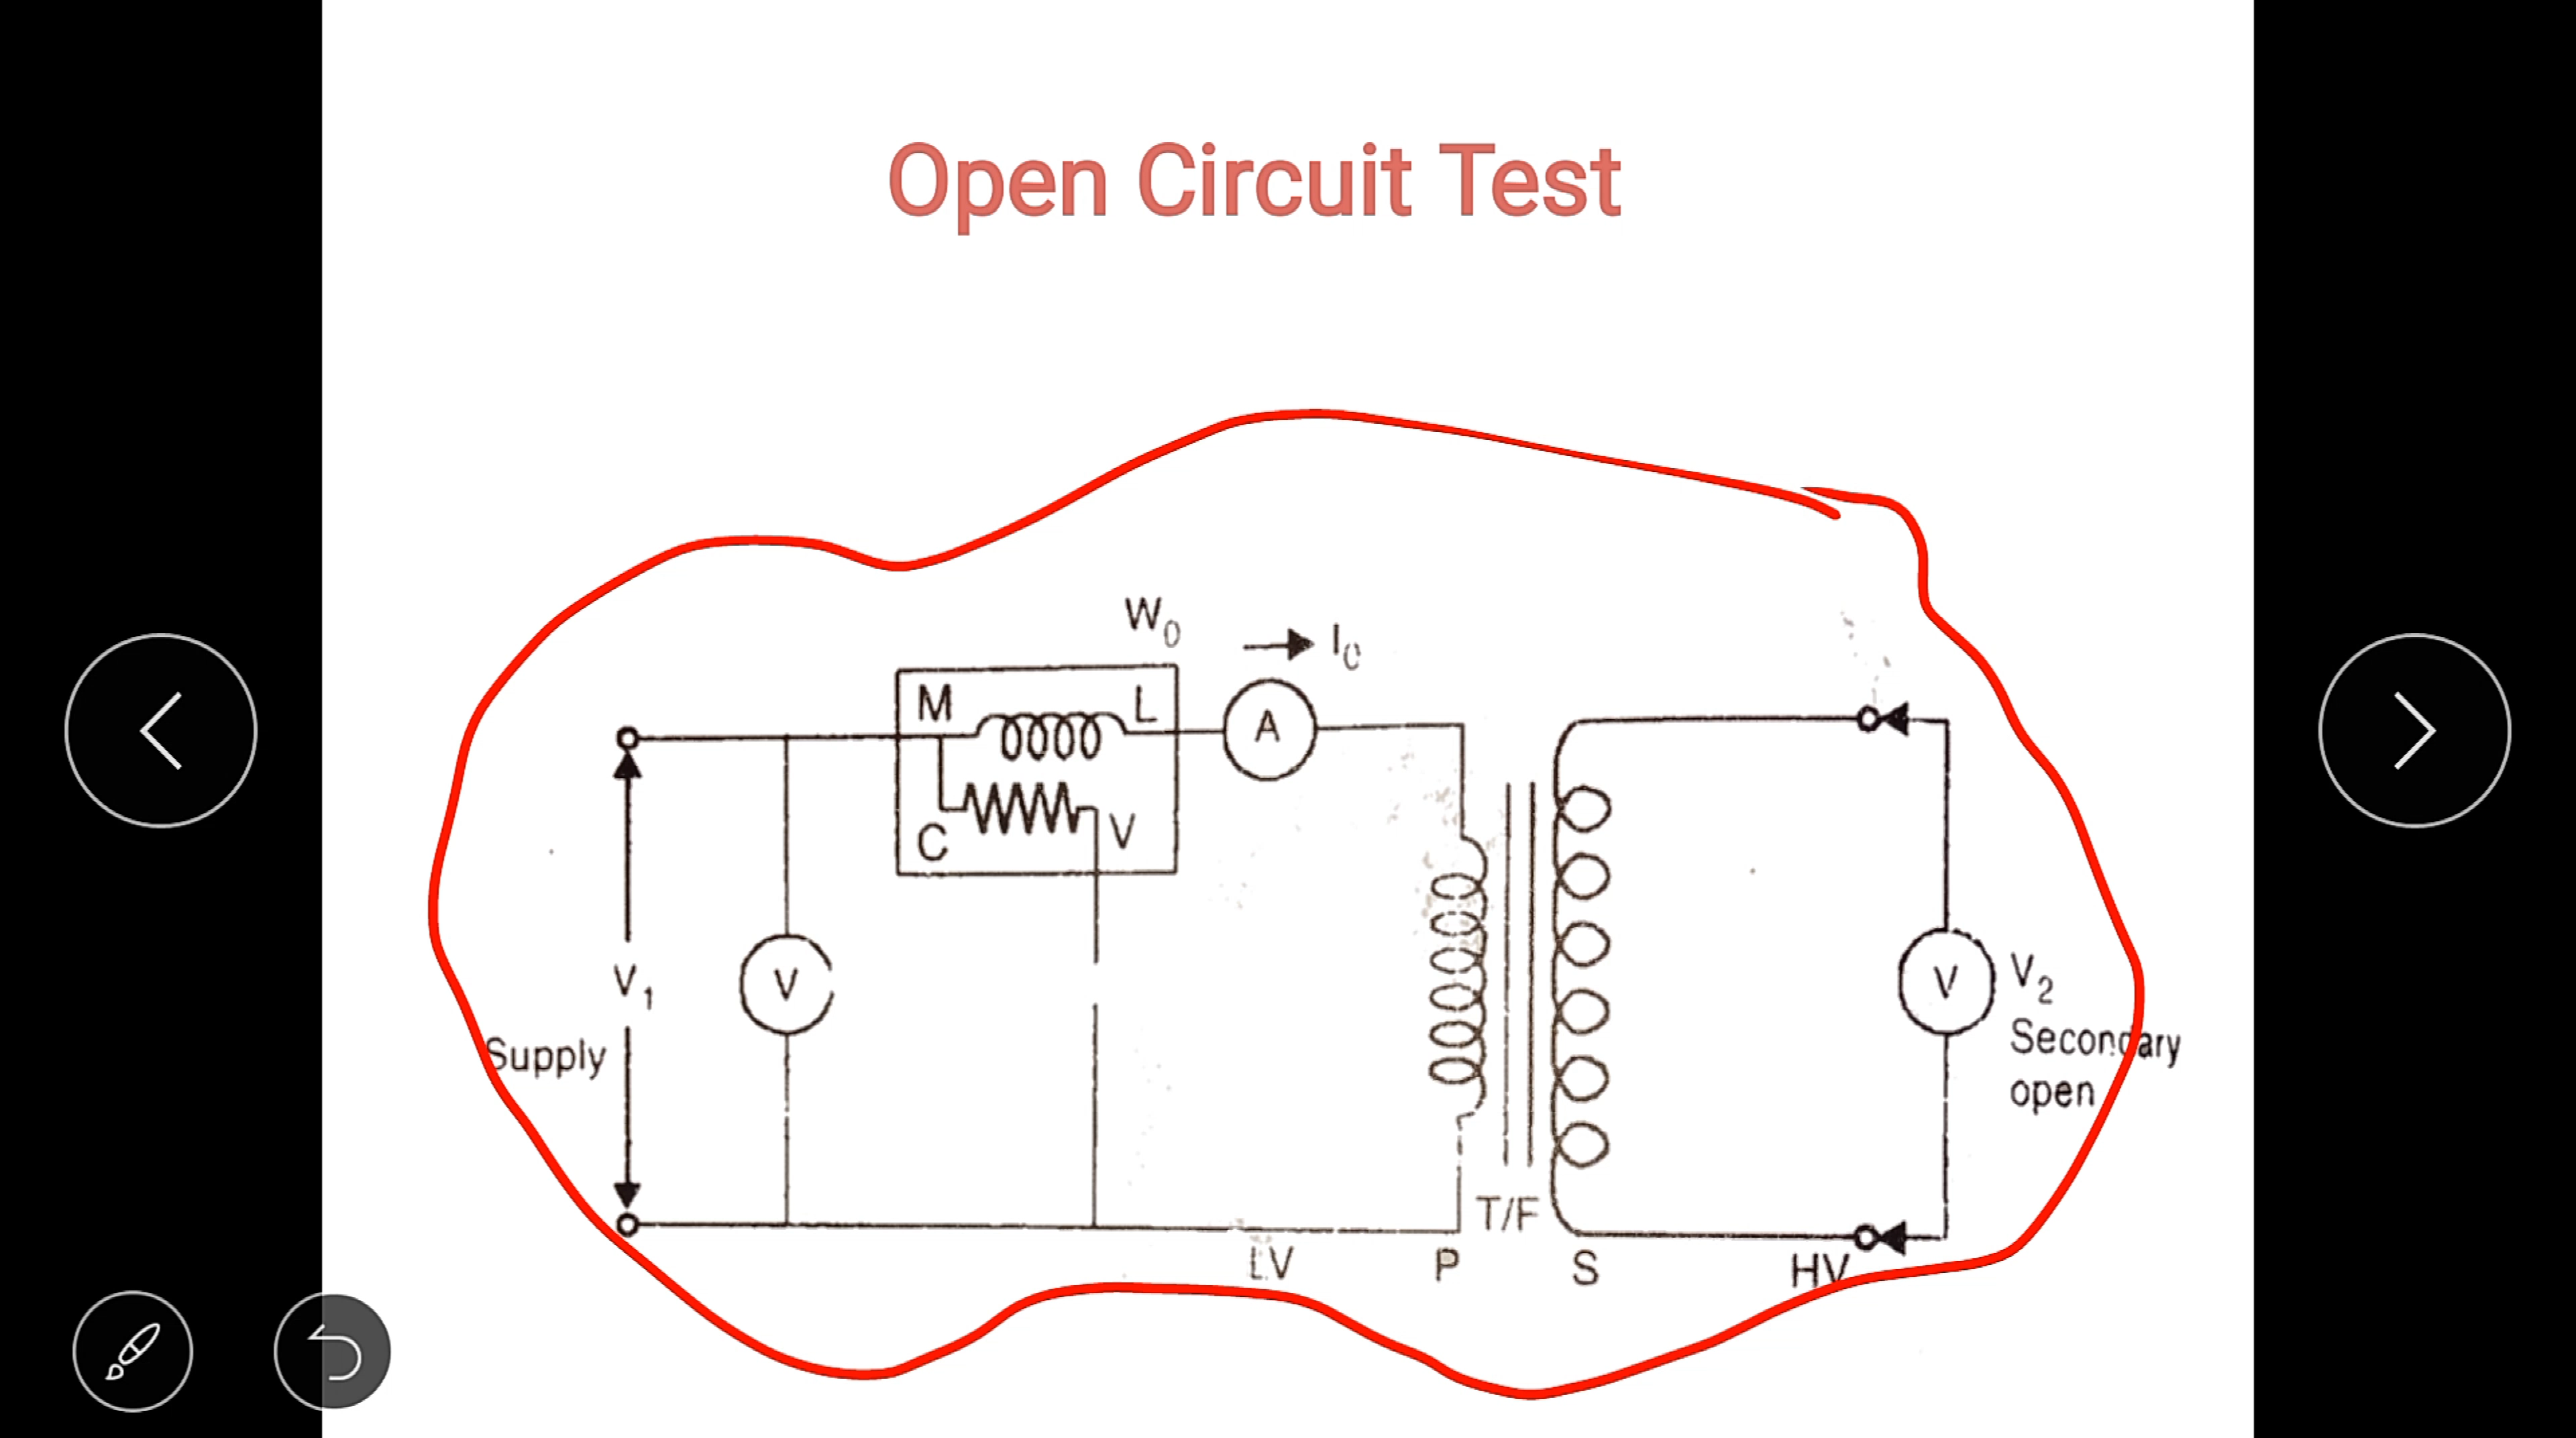 Open Circuit Test
W₀
I₀
M
L
A
C
V
V₁
V
V
V₂
Supply
Secondary
open
T/F
LV
P
S
HV